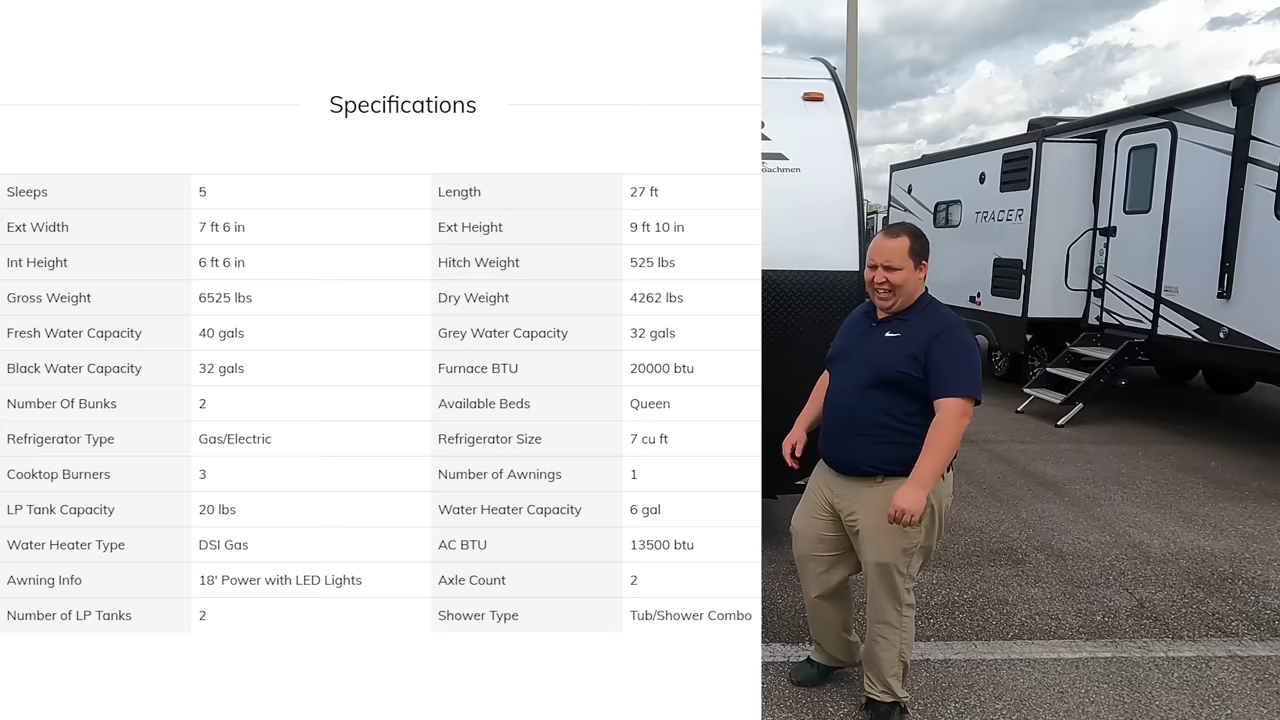 Specifications
Sleeps 5 Length 27 ft
Ext Width 7 ft 6 in Ext Height 9 ft 10 in
Int Height 6 ft 6 in Hitch Weight 525 lbs
Gross Weight 6525 lbs Dry Weight 4262 lbs
Fresh Water Capacity 40 gals Grey Water Capacity 32 gals
Black Water Capacity 32 gals Furnace BTU 20000 btu
Number Of Bunks 2 Available Beds Queen
Refrigerator Type Gas/Electric Refrigerator Size 7 cu ft
Cooktop Burners 3 Number of Awnings 1
LP Tank Capacity 20 lbs Water Heater Capacity 6 gal
Water Heater Type DSI Gas AC BTU 13500 btu
Awning Info 18' Power with LED Lights Axle Count 2
Number of LP Tanks 2 Shower Type Tub/Shower Combo
oachmen
TRACER